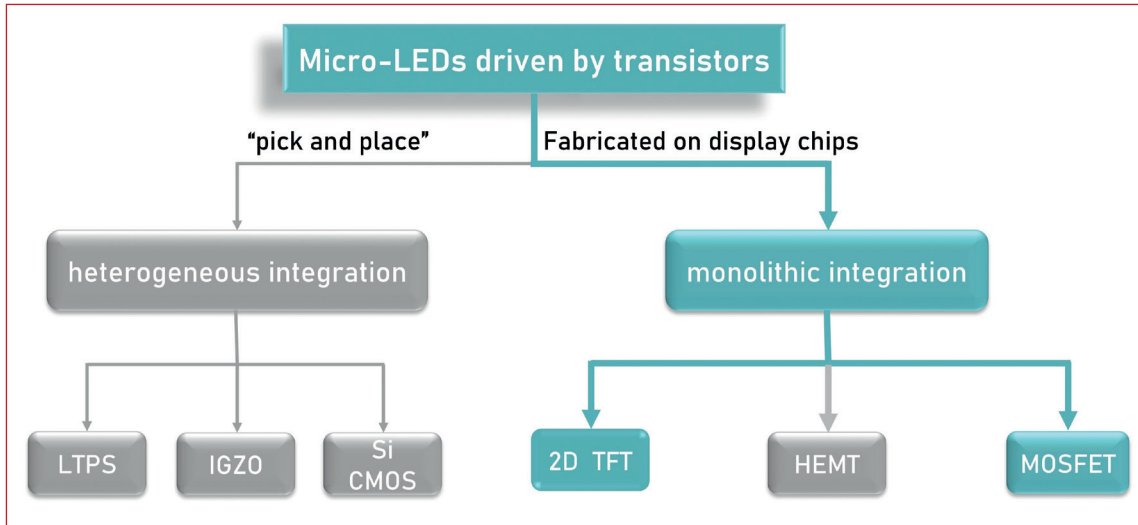 Micro-LEDs driven by transistors
“pick and place”
Fabricated on display chips
heterogeneous integration
monolithic integration
LTPS
IGZO
Si
CMOS
2D TFT
HEMT
MOSFET